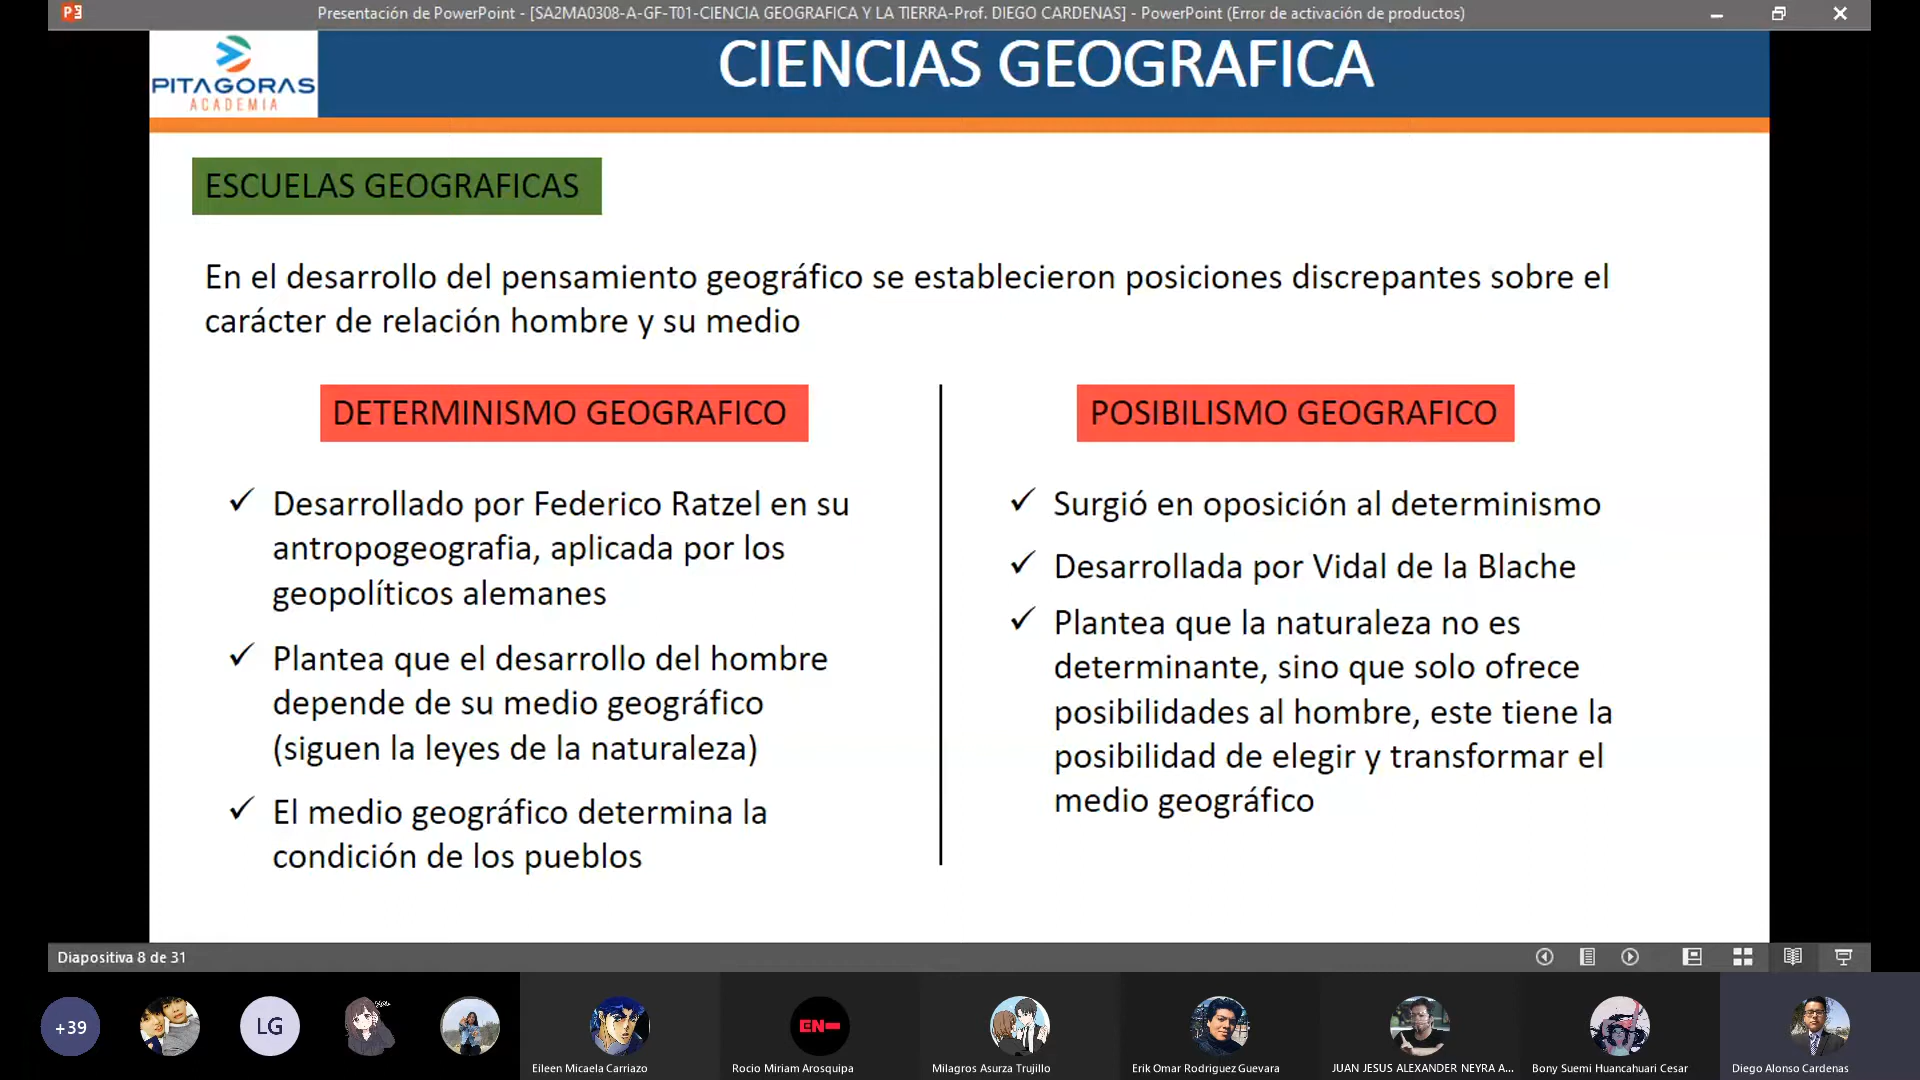 Presentación de PowerPoint - [SA2MA0308-A-GF-T01-CIENCIA GEOGRAFICA Y LA TIERRA-Prof. DIEGO CARDENAS] - PowerPoint (Error de activación de productos)
PITAGORAS
ACADEMIA
CIENCIAS GEOGRAFICA
ESCUELAS GEOGRAFICAS
En el desarrollo del pensamiento geográfico se establecieron posiciones discrepantes sobre el
carácter de relación hombre y su medio
DETERMINISMO GEOGRAFICO
✓ Desarrollado por Federico Ratzel en su
antropogeografia, aplicada por los
geopolíticos alemanes
✓ Plantea que el desarrollo del hombre
depende de su medio geográfico
(siguen la leyes de la naturaleza)
✓ El medio geográfico determina la
condición de los pueblos
POSIBILISMO GEOGRAFICO
✓ Surgió en oposición al determinismo
✓ Desarrollada por Vidal de la Blache
✓ Plantea que la naturaleza no es
determinante, sino que solo ofrece
posibilidades al hombre, este tiene la
posibilidad de elegir y transformar el
medio geográfico
Diapositiva 8 de 31
+39
LG
EN
Eileen Micaela Carriazo
Rocio Miriam Arosquipa
Milagros Asurza Trujillo
Erik Omar Rodriguez Guevara
JUAN JESUS ALEXANDER NEYRA A...
Bony Suemi Huancahuari Cesar
Diego Alonso Cardenas